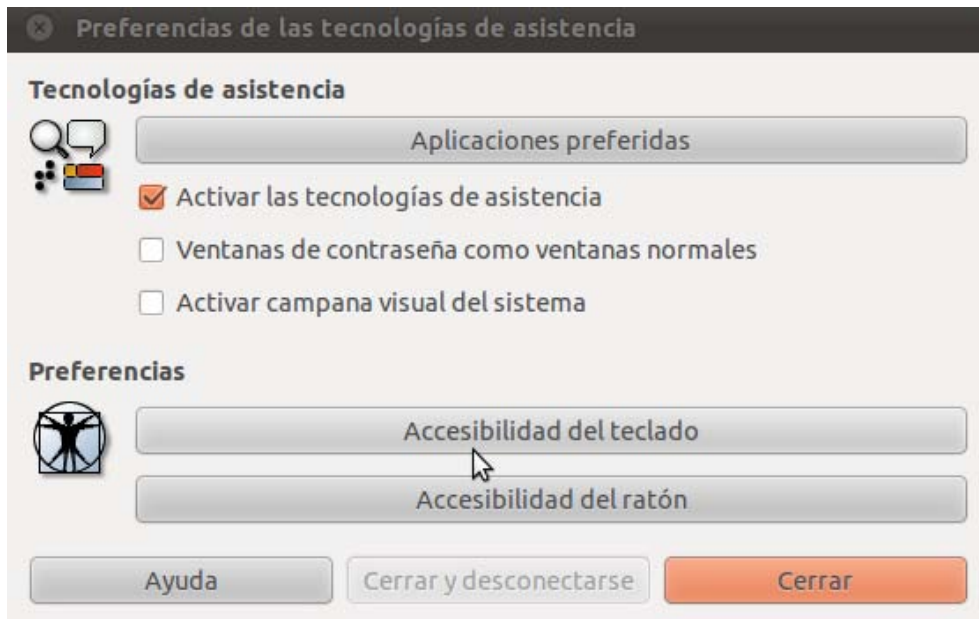 Preferencias de las tecnologías de asistencia
Tecnologías de asistencia
Aplicaciones preferidas
Activar las tecnologías de asistencia
Ventanas de contraseña como ventanas normales
Activar campana visual del sistema
Preferencias
Accesibilidad del teclado
Accesibilidad del ratón
Ayuda
Cerrar y desconectarse
Cerrar